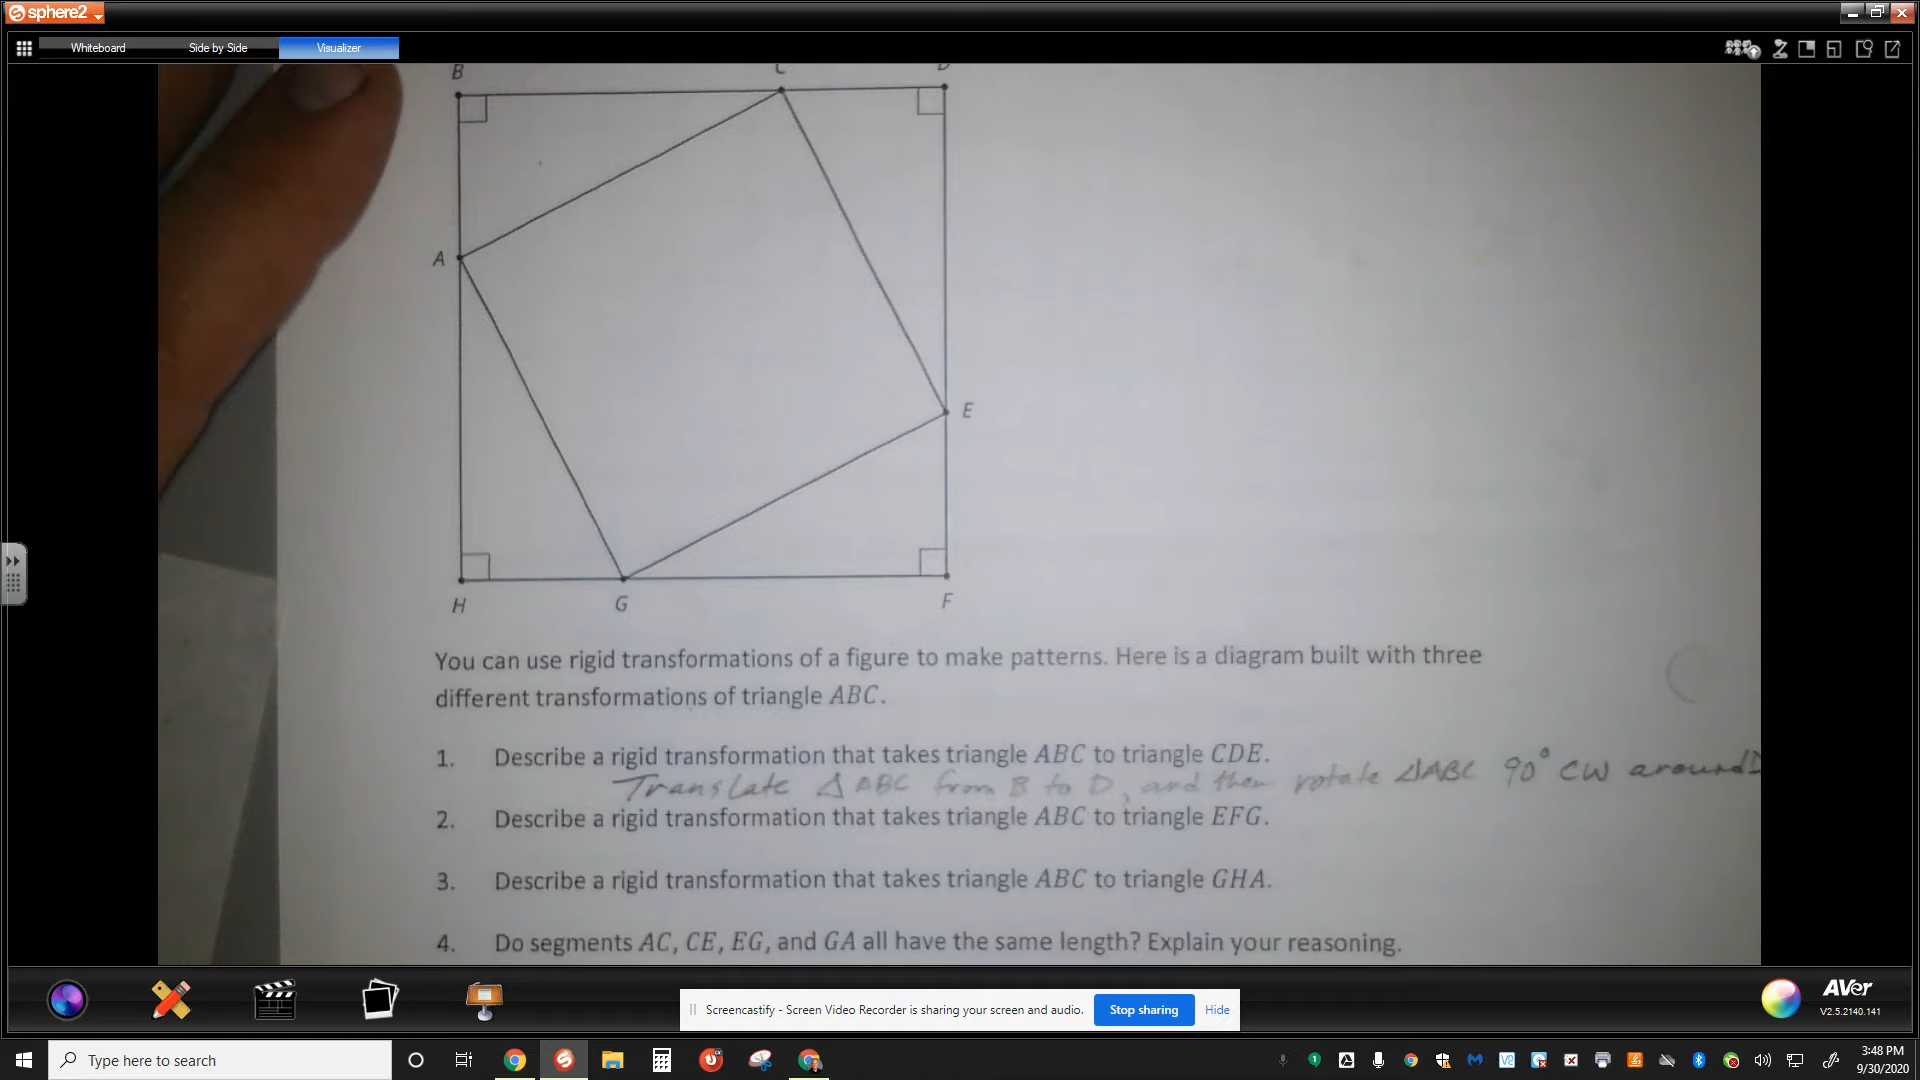 sphere2
Whiteboard Side by Side Visualizer
B C D
A
E
H G F
You can use rigid transformations of a figure to make patterns. Here is a diagram built with three
different transformations of triangle ABC.
1. Describe a rigid transformation that takes triangle ABC to triangle CDE.
Translate △ABC from B to D, and then rotate △ABC 90° CW around D
2. Describe a rigid transformation that takes triangle ABC to triangle EFG.
3. Describe a rigid transformation that takes triangle ABC to triangle GHA.
4. Do segments AC, CE, EG, and GA all have the same length? Explain your reasoning.
Screencastify - Screen Video Recorder is sharing your screen and audio. Stop sharing Hide
AVer
V2.5.2140.141
Type here to search
3:48 PM
9/30/2020